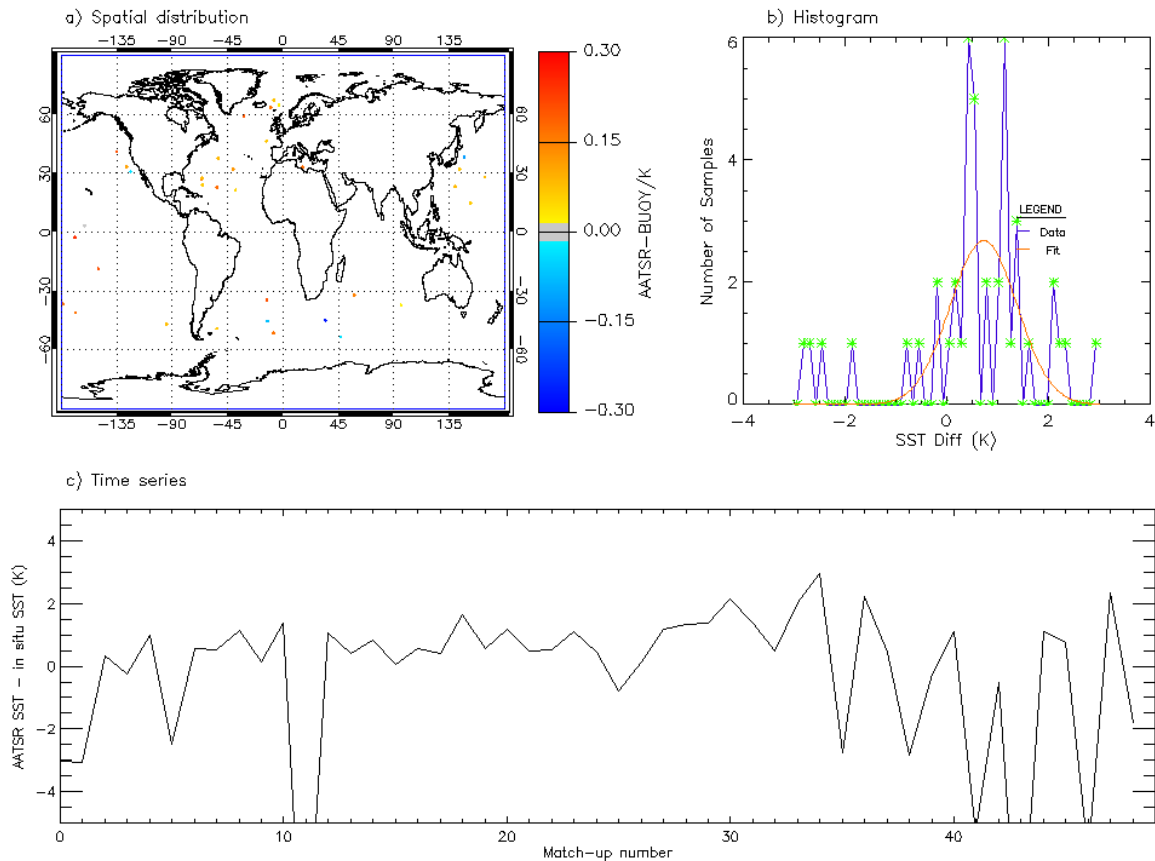 a) Spatial distribution
b) Histogram
-135 -90 -45 0 45 90 135
60 30 0 -30 -60
60 30 0 -30 -60
-135 -90 -45 0 45 90 135
0.30
0.15
0.00
-0.15
-0.30
AATSR-BUOY/K
6
4
2
0
Number of Samples
LEGEND
Data
Fit
-4 -2 0 2 4
SST Diff (K)
c) Time series
4
2
0
-2
-4
AATSR SST - in situ SST (K)
0 10 20 30 40
Match-up number